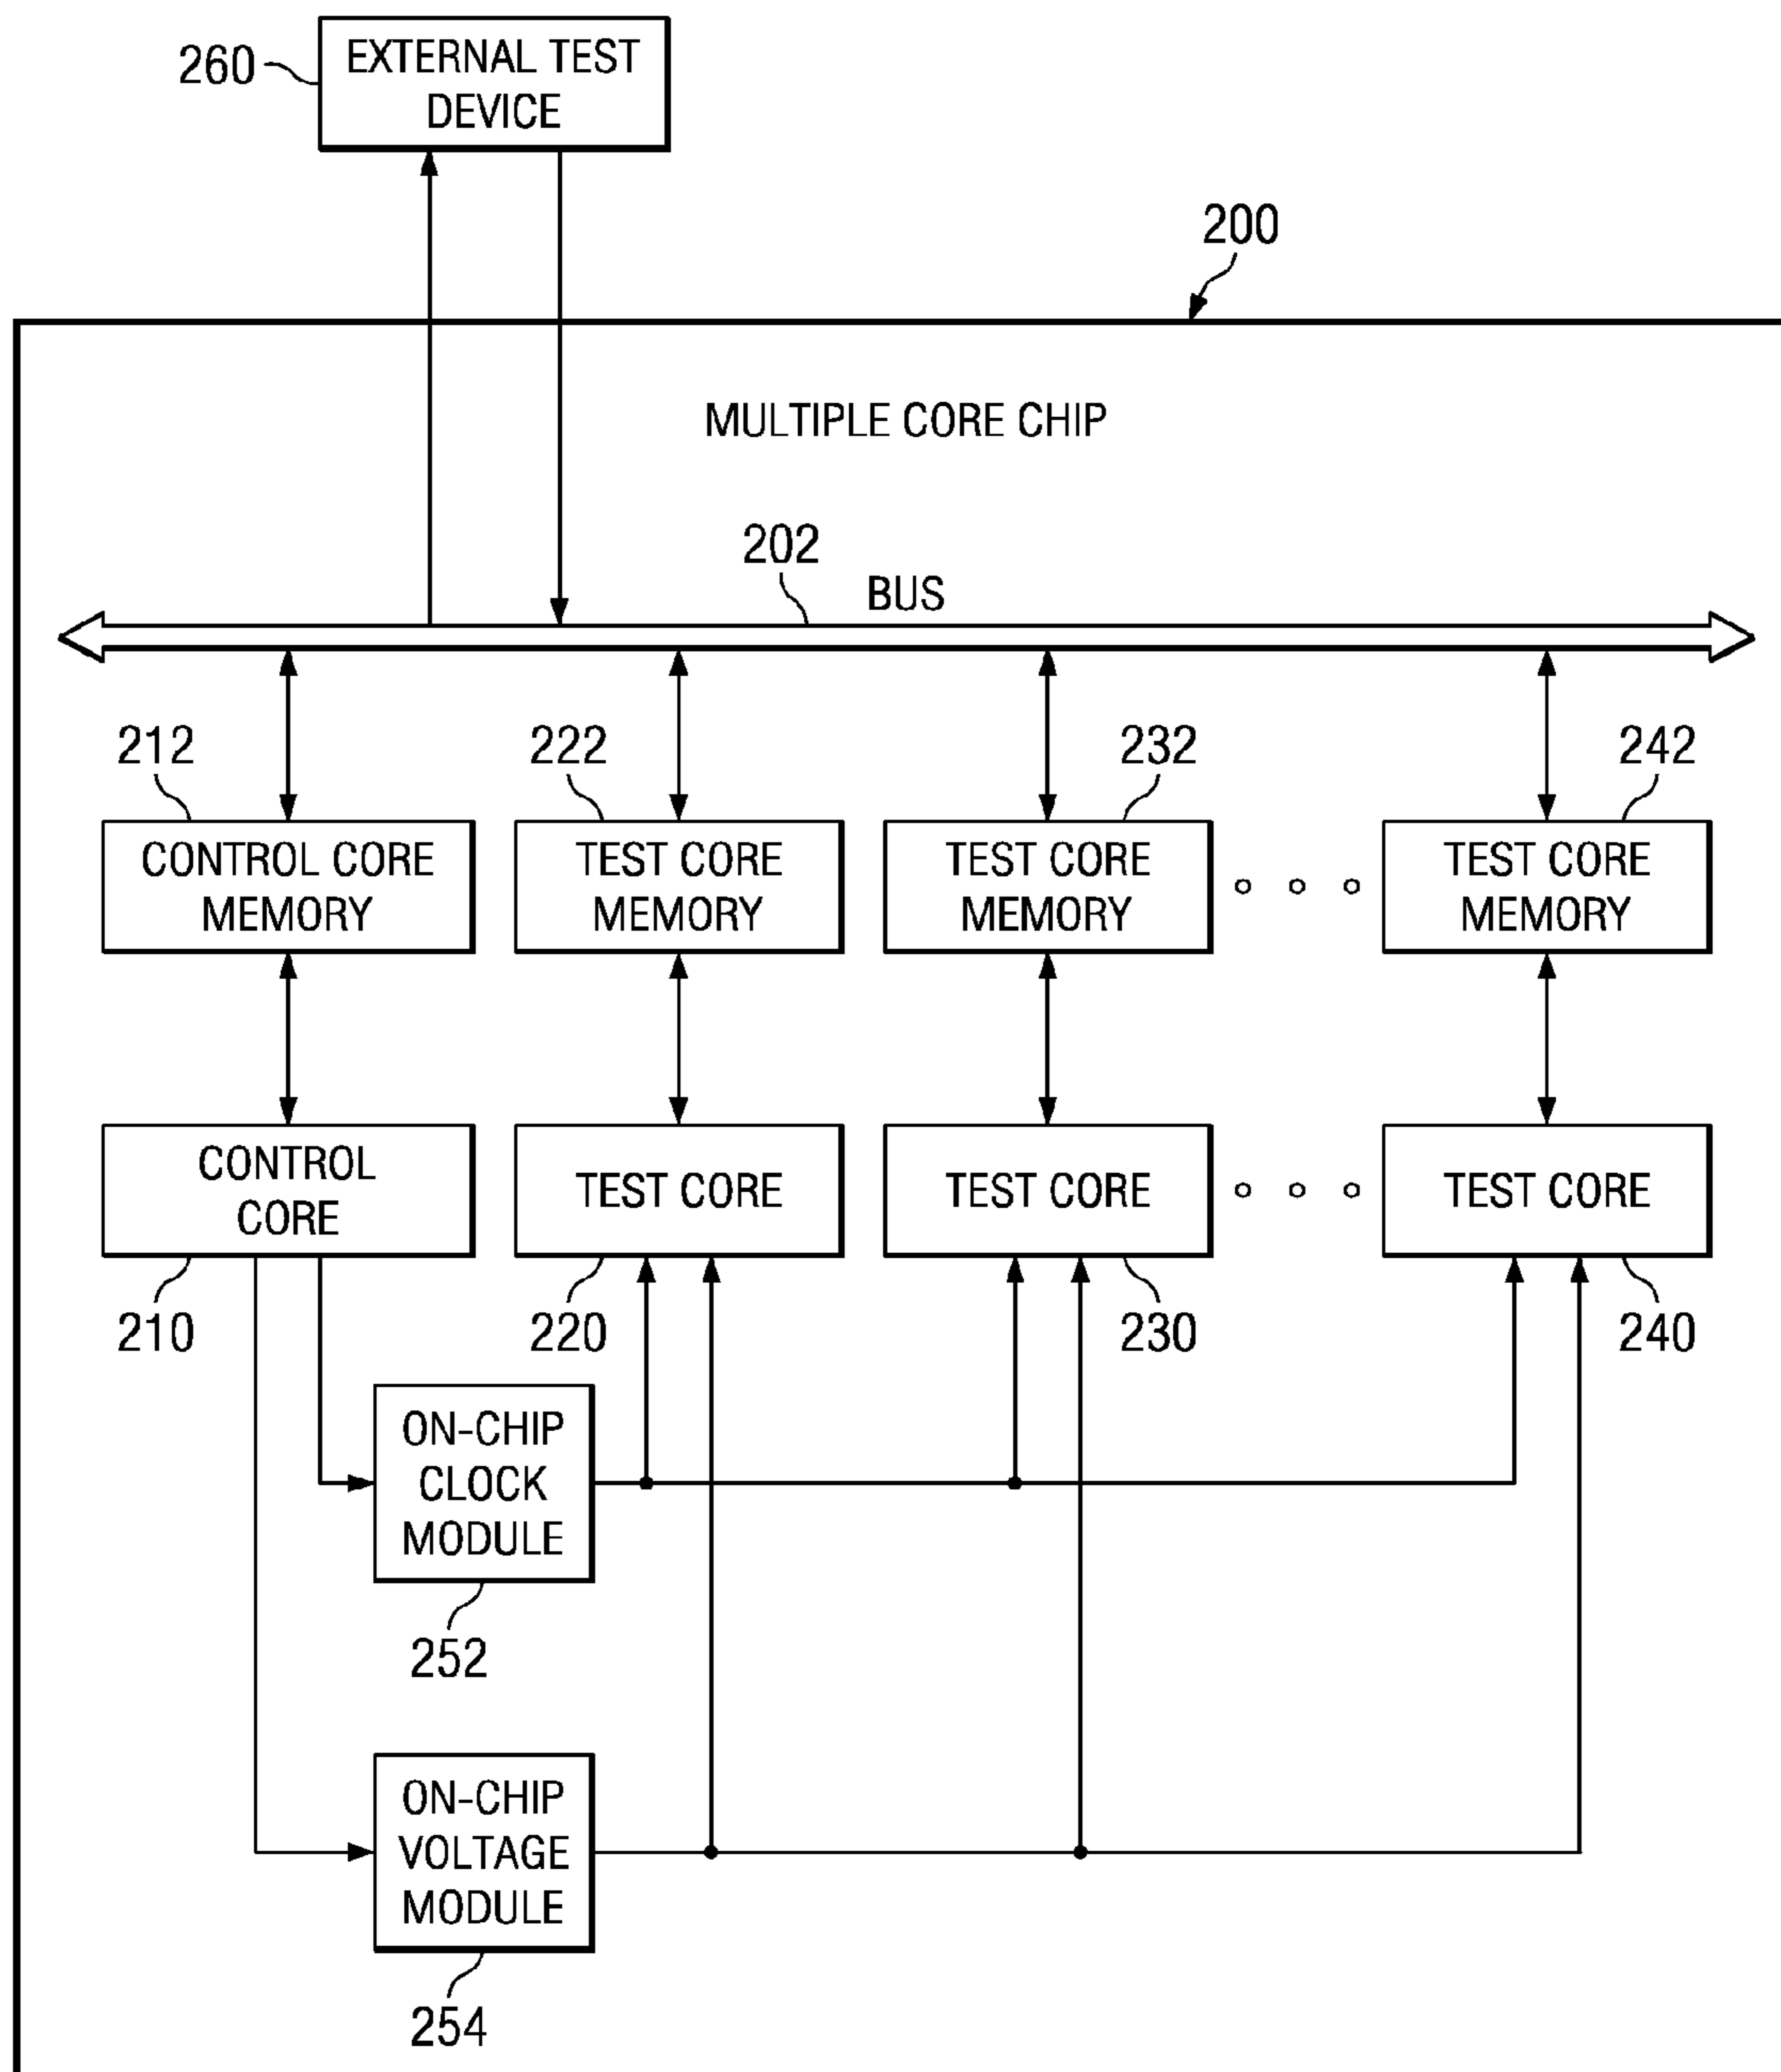 260
EXTERNAL TEST
DEVICE
200
MULTIPLE CORE CHIP
202
BUS
212
222
232
242
CONTROL CORE
MEMORY
TEST CORE
MEMORY
TEST CORE
MEMORY
TEST CORE
MEMORY
CONTROL
CORE
TEST CORE
TEST CORE
TEST CORE
210
220
230
240
ON-CHIP
CLOCK
MODULE
252
ON-CHIP
VOLTAGE
MODULE
254